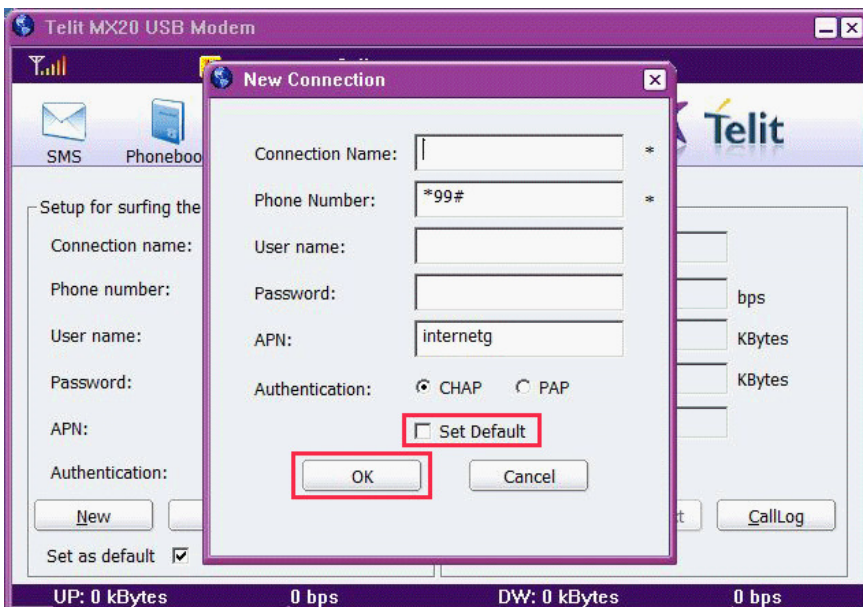 Telit MX20 USB Modem
New Connection
SMS
Telit
Connection Name:
*
Phone Number:
*99#
*
User name:
Password:
APN:
internetg
Authentication:
CHAP
PAP
Set Default
OK
Cancel
Setup for surfing the
Connection name:
Phone number:
bps
User name:
KBytes
Password:
KBytes
APN:
Authentication:
New
CallLog
Set as default
UP: 0 kBytes
0 bps
DW: 0 kBytes
0 bps